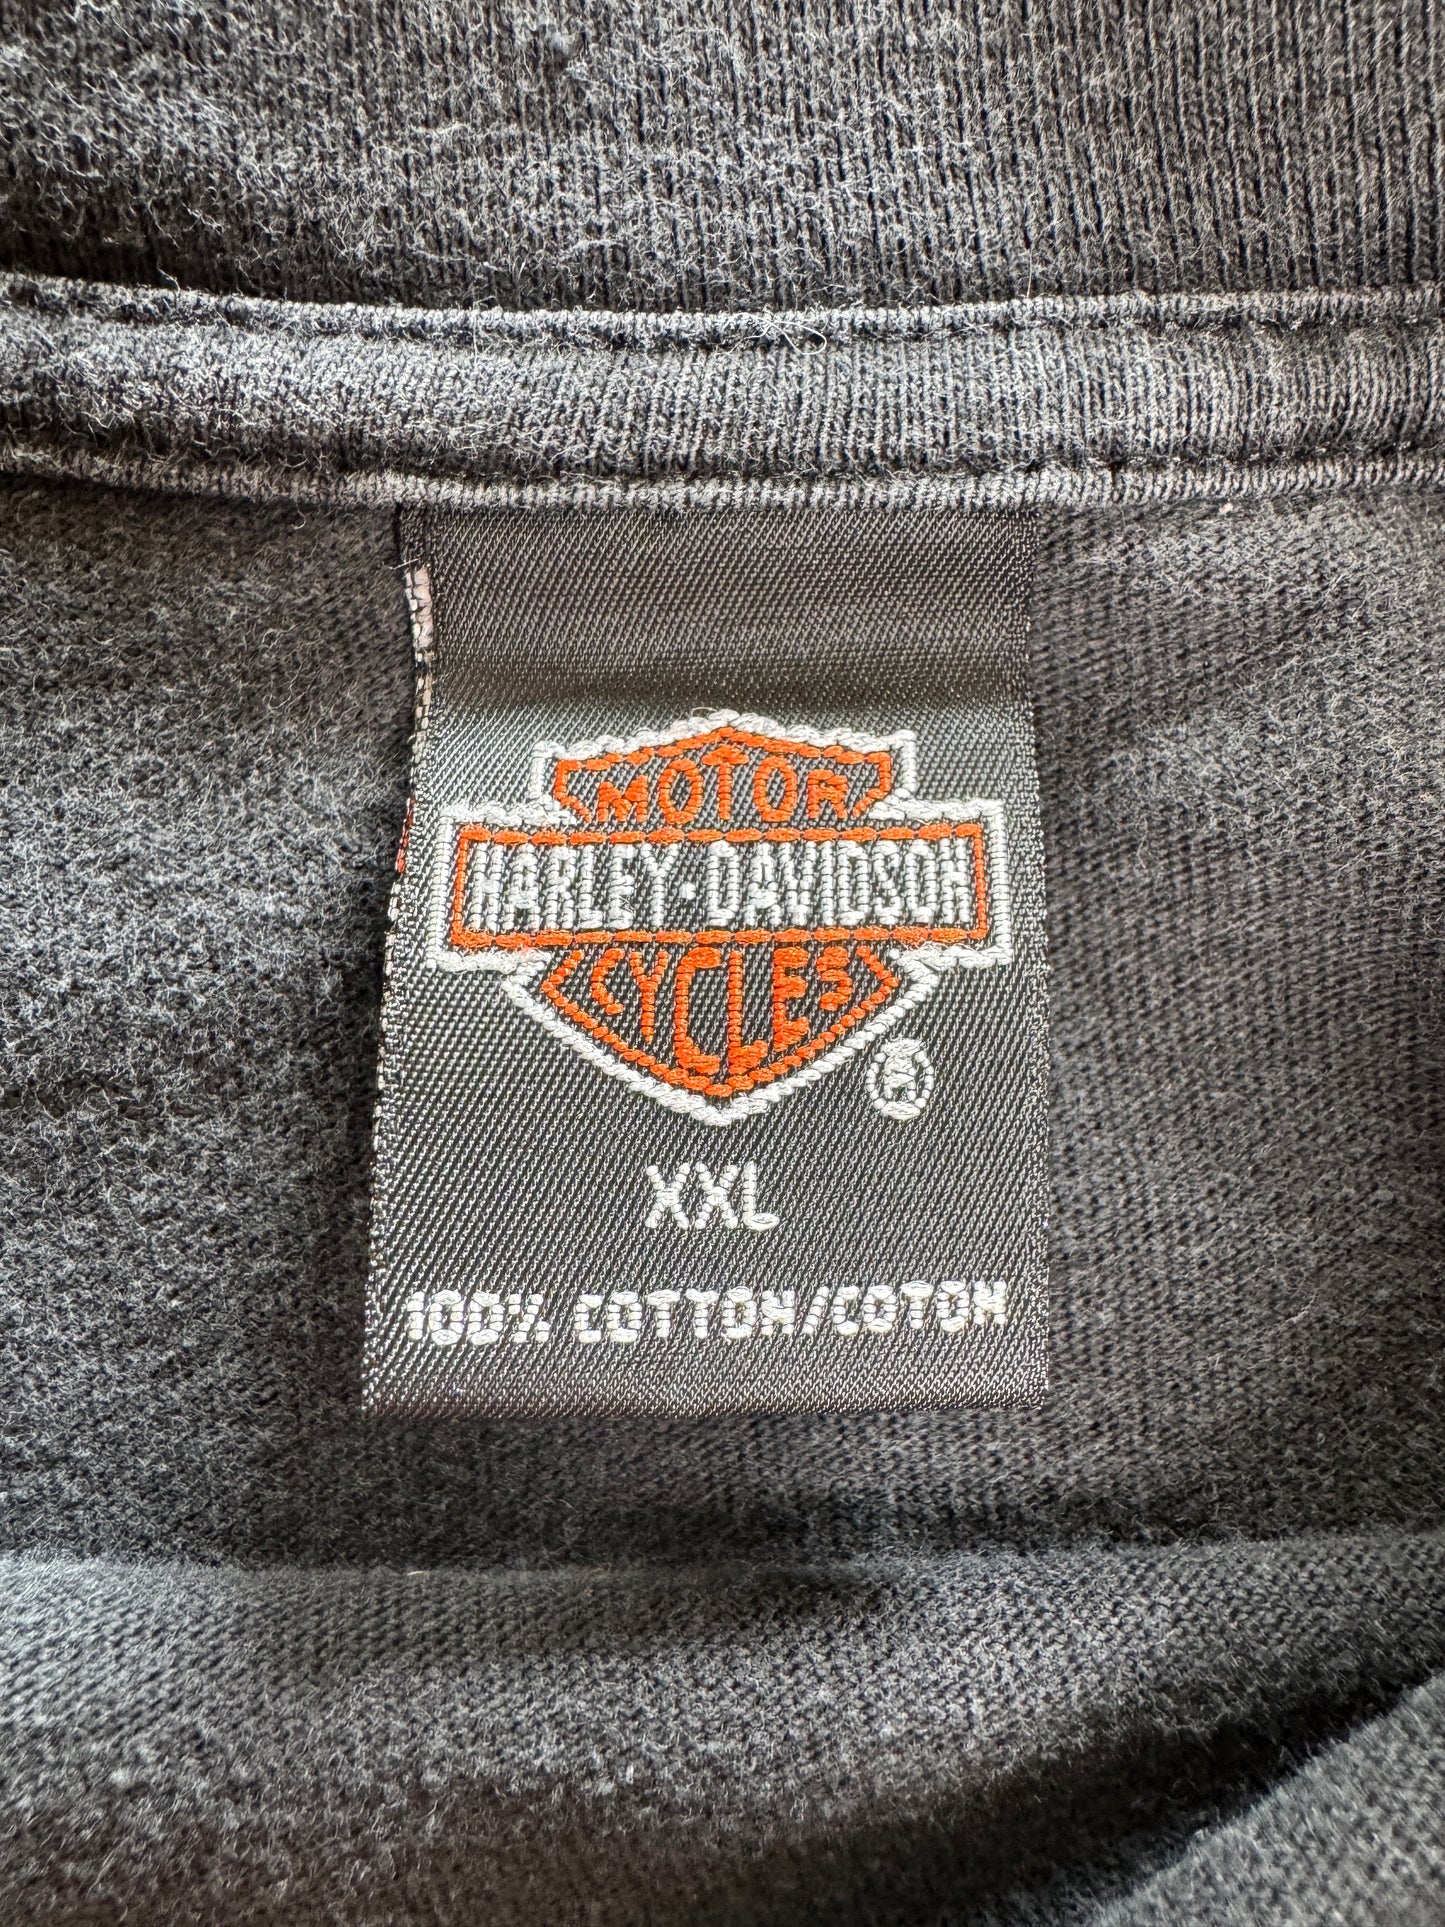 MOTOR
HARLEY-DAVIDSON
CYCLES
®
XXL
100% COTTON/COTON